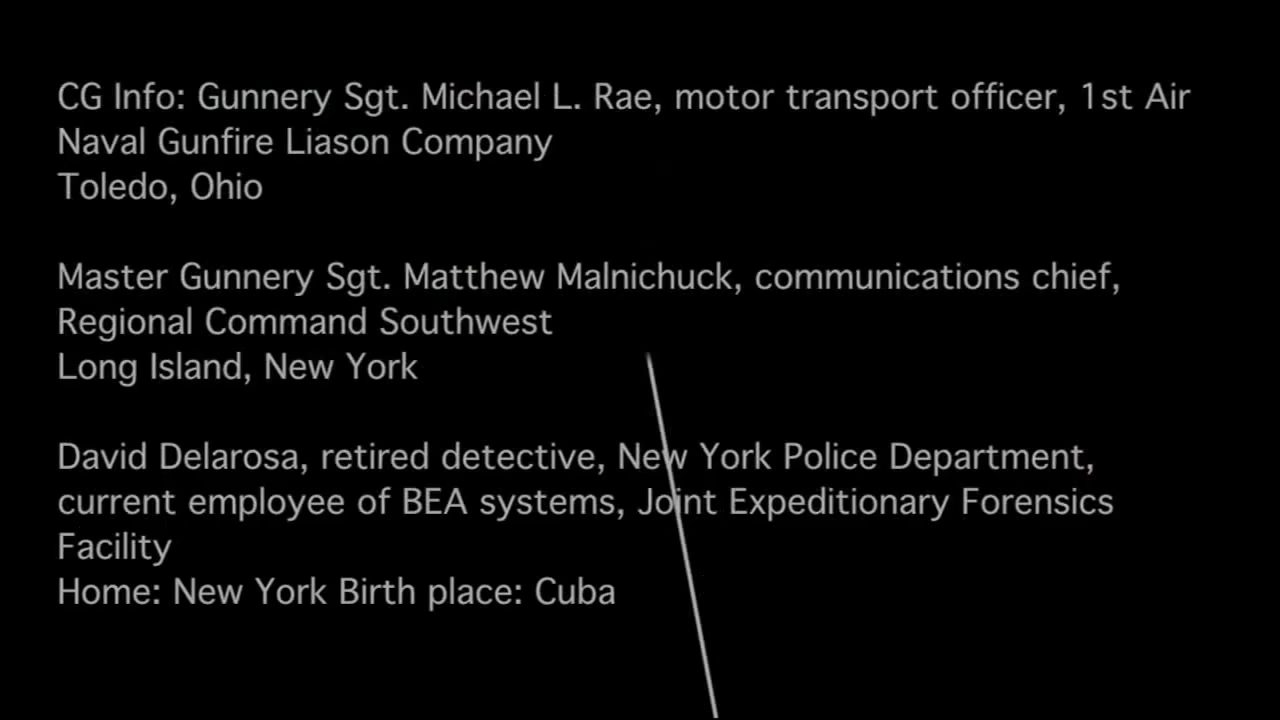 CG Info: Gunnery Sgt. Michael L. Rae, motor transport officer, 1st Air
Naval Gunfire Liason Company
Toledo, Ohio
Master Gunnery Sgt. Matthew Malnichuck, communications chief,
Regional Command Southwest
Long Island, New York
David Delarosa, retired detective, New York Police Department,
current employee of BEA systems, Joint Expeditionary Forensics
Facility
Home: New York Birth place: Cuba